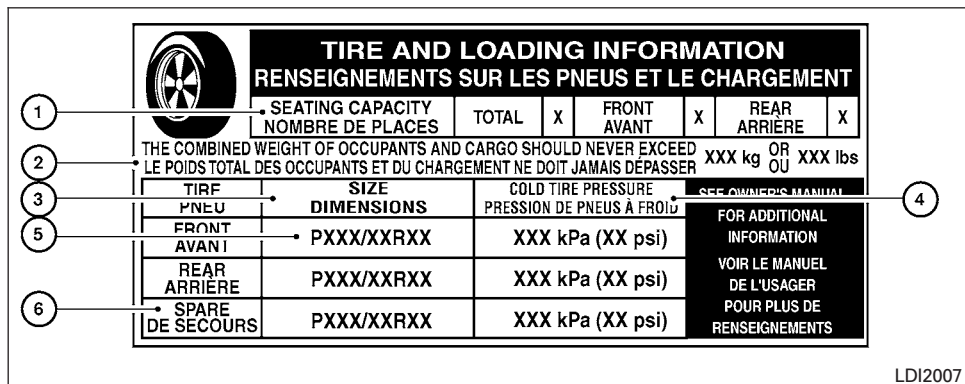 TIRE AND LOADING INFORMATION
RENSEIGNEMENTS SUR LES PNEUS ET LE CHARGEMENT
1
SEATING CAPACITY
NOMBRE DE PLACES
TOTAL
X
FRONT
AVANT
X
REAR
ARRIÈRE
X
2
THE COMBINED WEIGHT OF OCCUPANTS AND CARGO SHOULD NEVER EXCEED
LE POIDS TOTAL DES OCCUPANTS ET DU CHARGEMENT NE DOIT JAMAIS DÉPASSER
XXX kg OR OU XXX lbs
3
TIRE
PNEU
SIZE
DIMENSIONS
COLD TIRE PRESSURE
PRESSION DE PNEUS À FROID
4
5
FRONT
AVANT
PXXX/XXRXX
XXX kPa (XX psi)
REAR
ARRIÈRE
PXXX/XXRXX
XXX kPa (XX psi)
6
SPARE
DE SECOURS
PXXX/XXRXX
XXX kPa (XX psi)
SEE OWNER'S MANUAL
FOR ADDITIONAL
INFORMATION
VOIR LE MANUEL
DE L'USAGER
POUR PLUS DE
RENSEIGNEMENTS
LDI2007